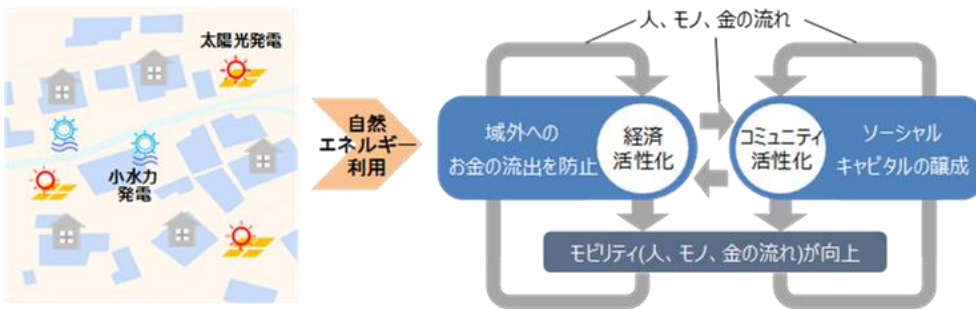 太陽光発電
小水力
発電
自然
エネルギー
利用
人、モノ、金の流れ
域外への
お金の流出を防止
経済
活性化
コミュニティ
活性化
ソーシャル
キャピタルの醸成
モビリティ(人、モノ、金の流れ)が向上